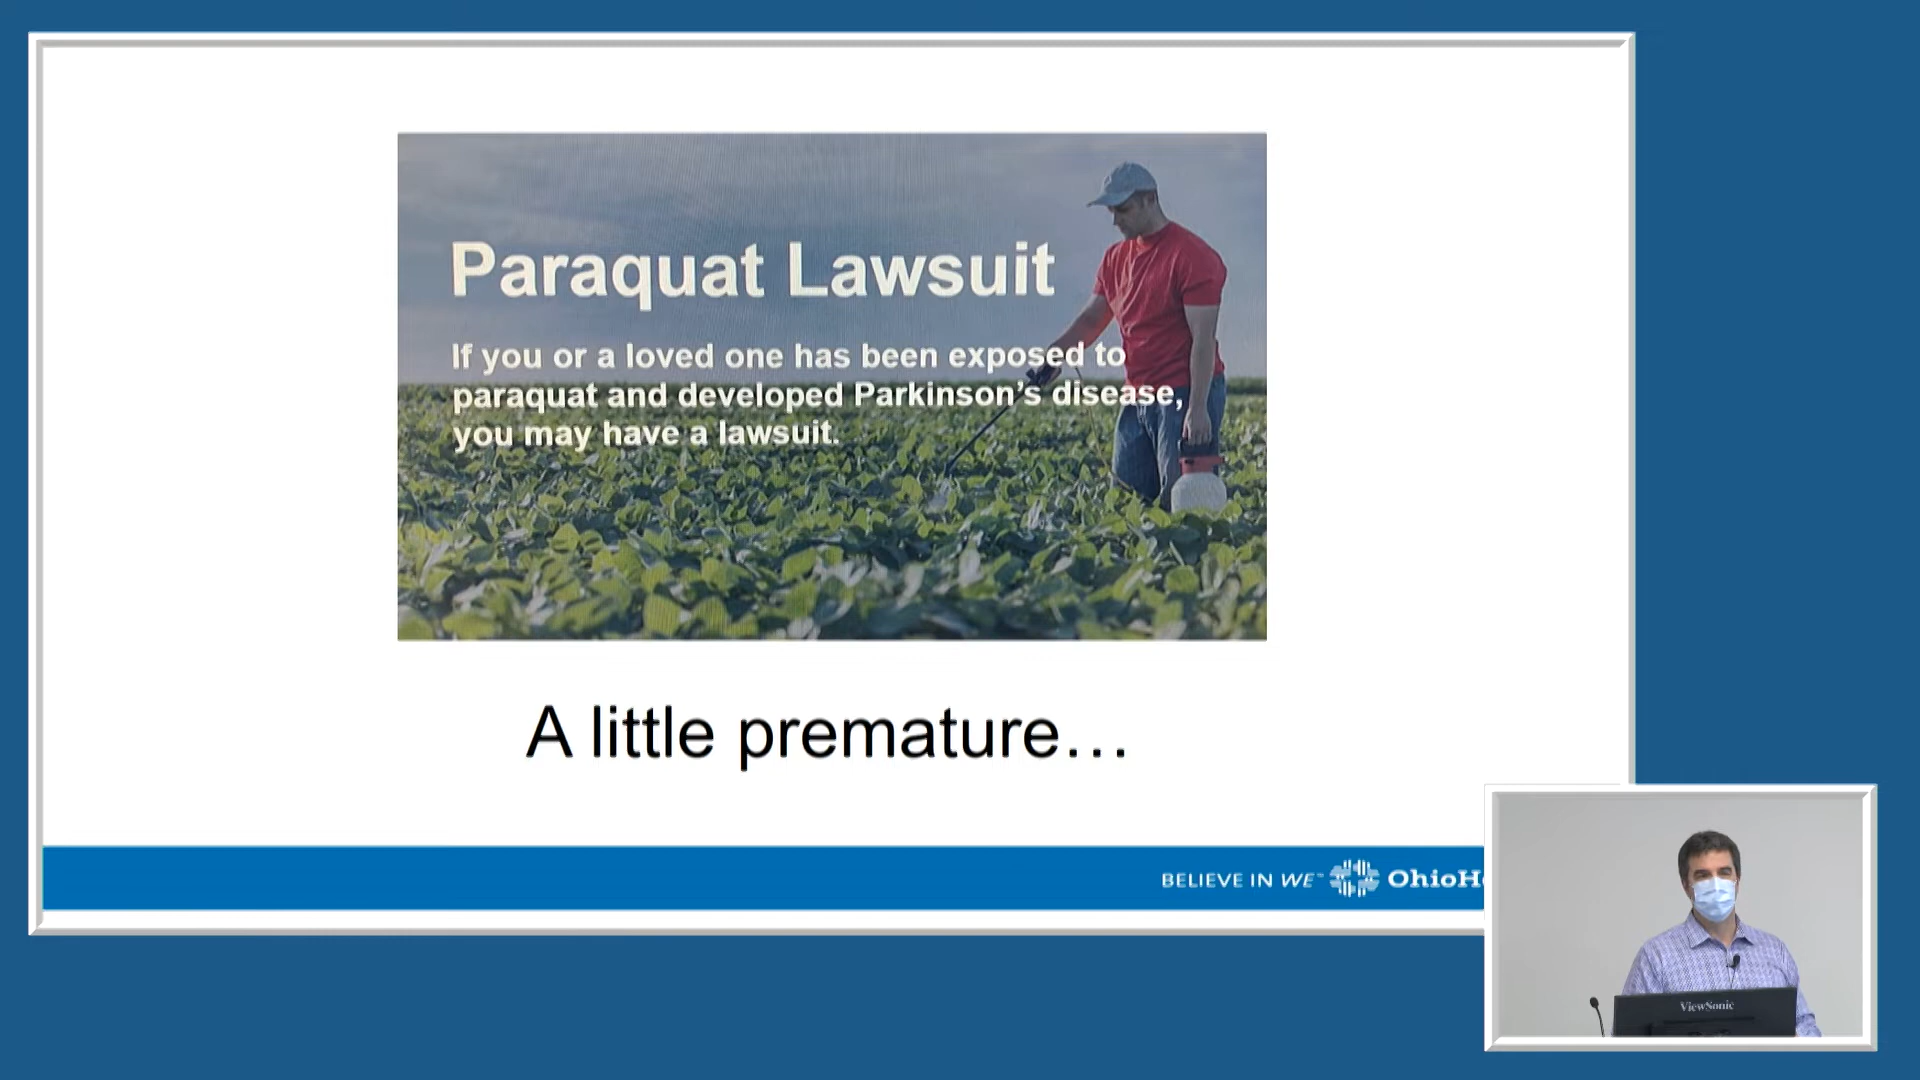 Paraquat Lawsuit
If you or a loved one has been exposed to
paraquat and developed Parkinson's disease,
you may have a lawsuit.
A little premature…
BELIEVE IN WE™ OhioH
ViewSonic